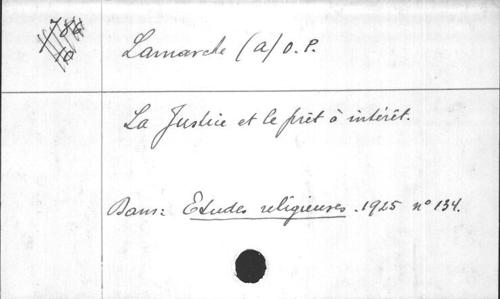 Lamarche (A) O.P.
La Justice et le prêt à intérêt.
Dans: Etudes religieuses. 1925 n° 134.